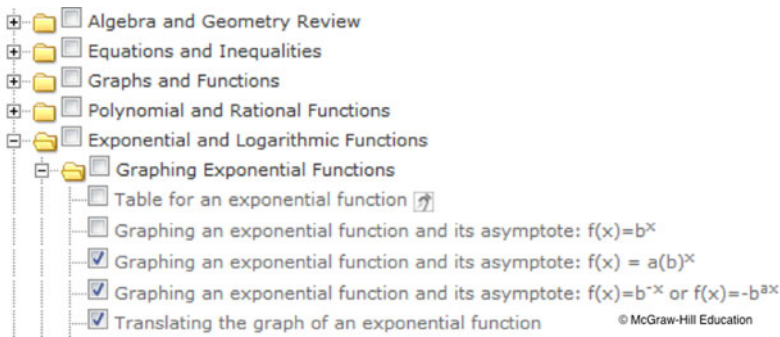 Algebra and Geometry Review
Equations and Inequalities
Graphs and Functions
Polynomial and Rational Functions
Exponential and Logarithmic Functions
Graphing Exponential Functions
Table for an exponential function
Graphing an exponential function and its asymptote: f(x)=bˣ
Graphing an exponential function and its asymptote: f(x) = a(b)ˣ
Graphing an exponential function and its asymptote: f(x)=b⁻ˣ or f(x)=-bᵃˣ
Translating the graph of an exponential function
© McGraw-Hill Education